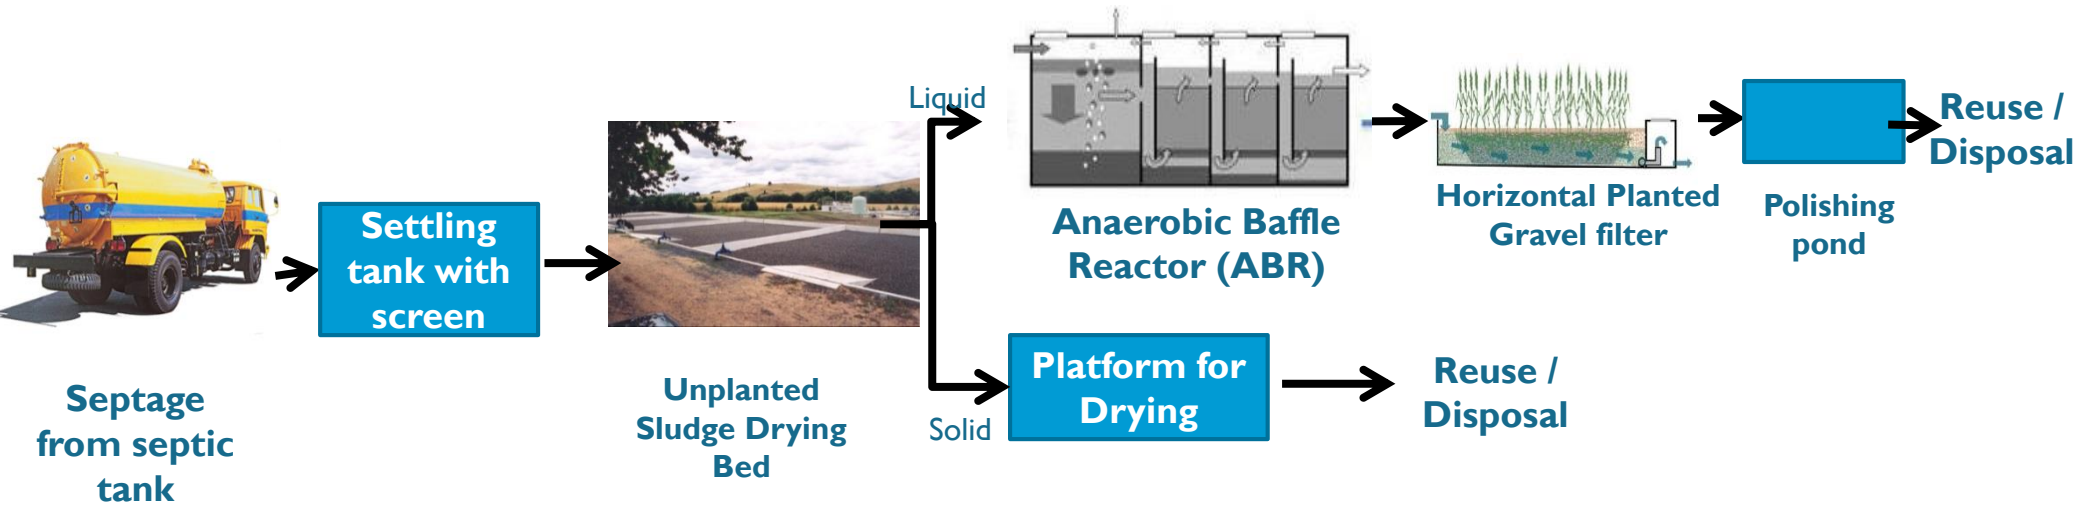 Septage
from septic
tank
Settling
tank with
screen
Unplanted
Sludge Drying
Bed
Liquid
Solid
Anaerobic Baffle
Reactor (ABR)
Horizontal Planted
Gravel filter
Polishing
pond
Reuse /
Disposal
Platform for
Drying
Reuse /
Disposal